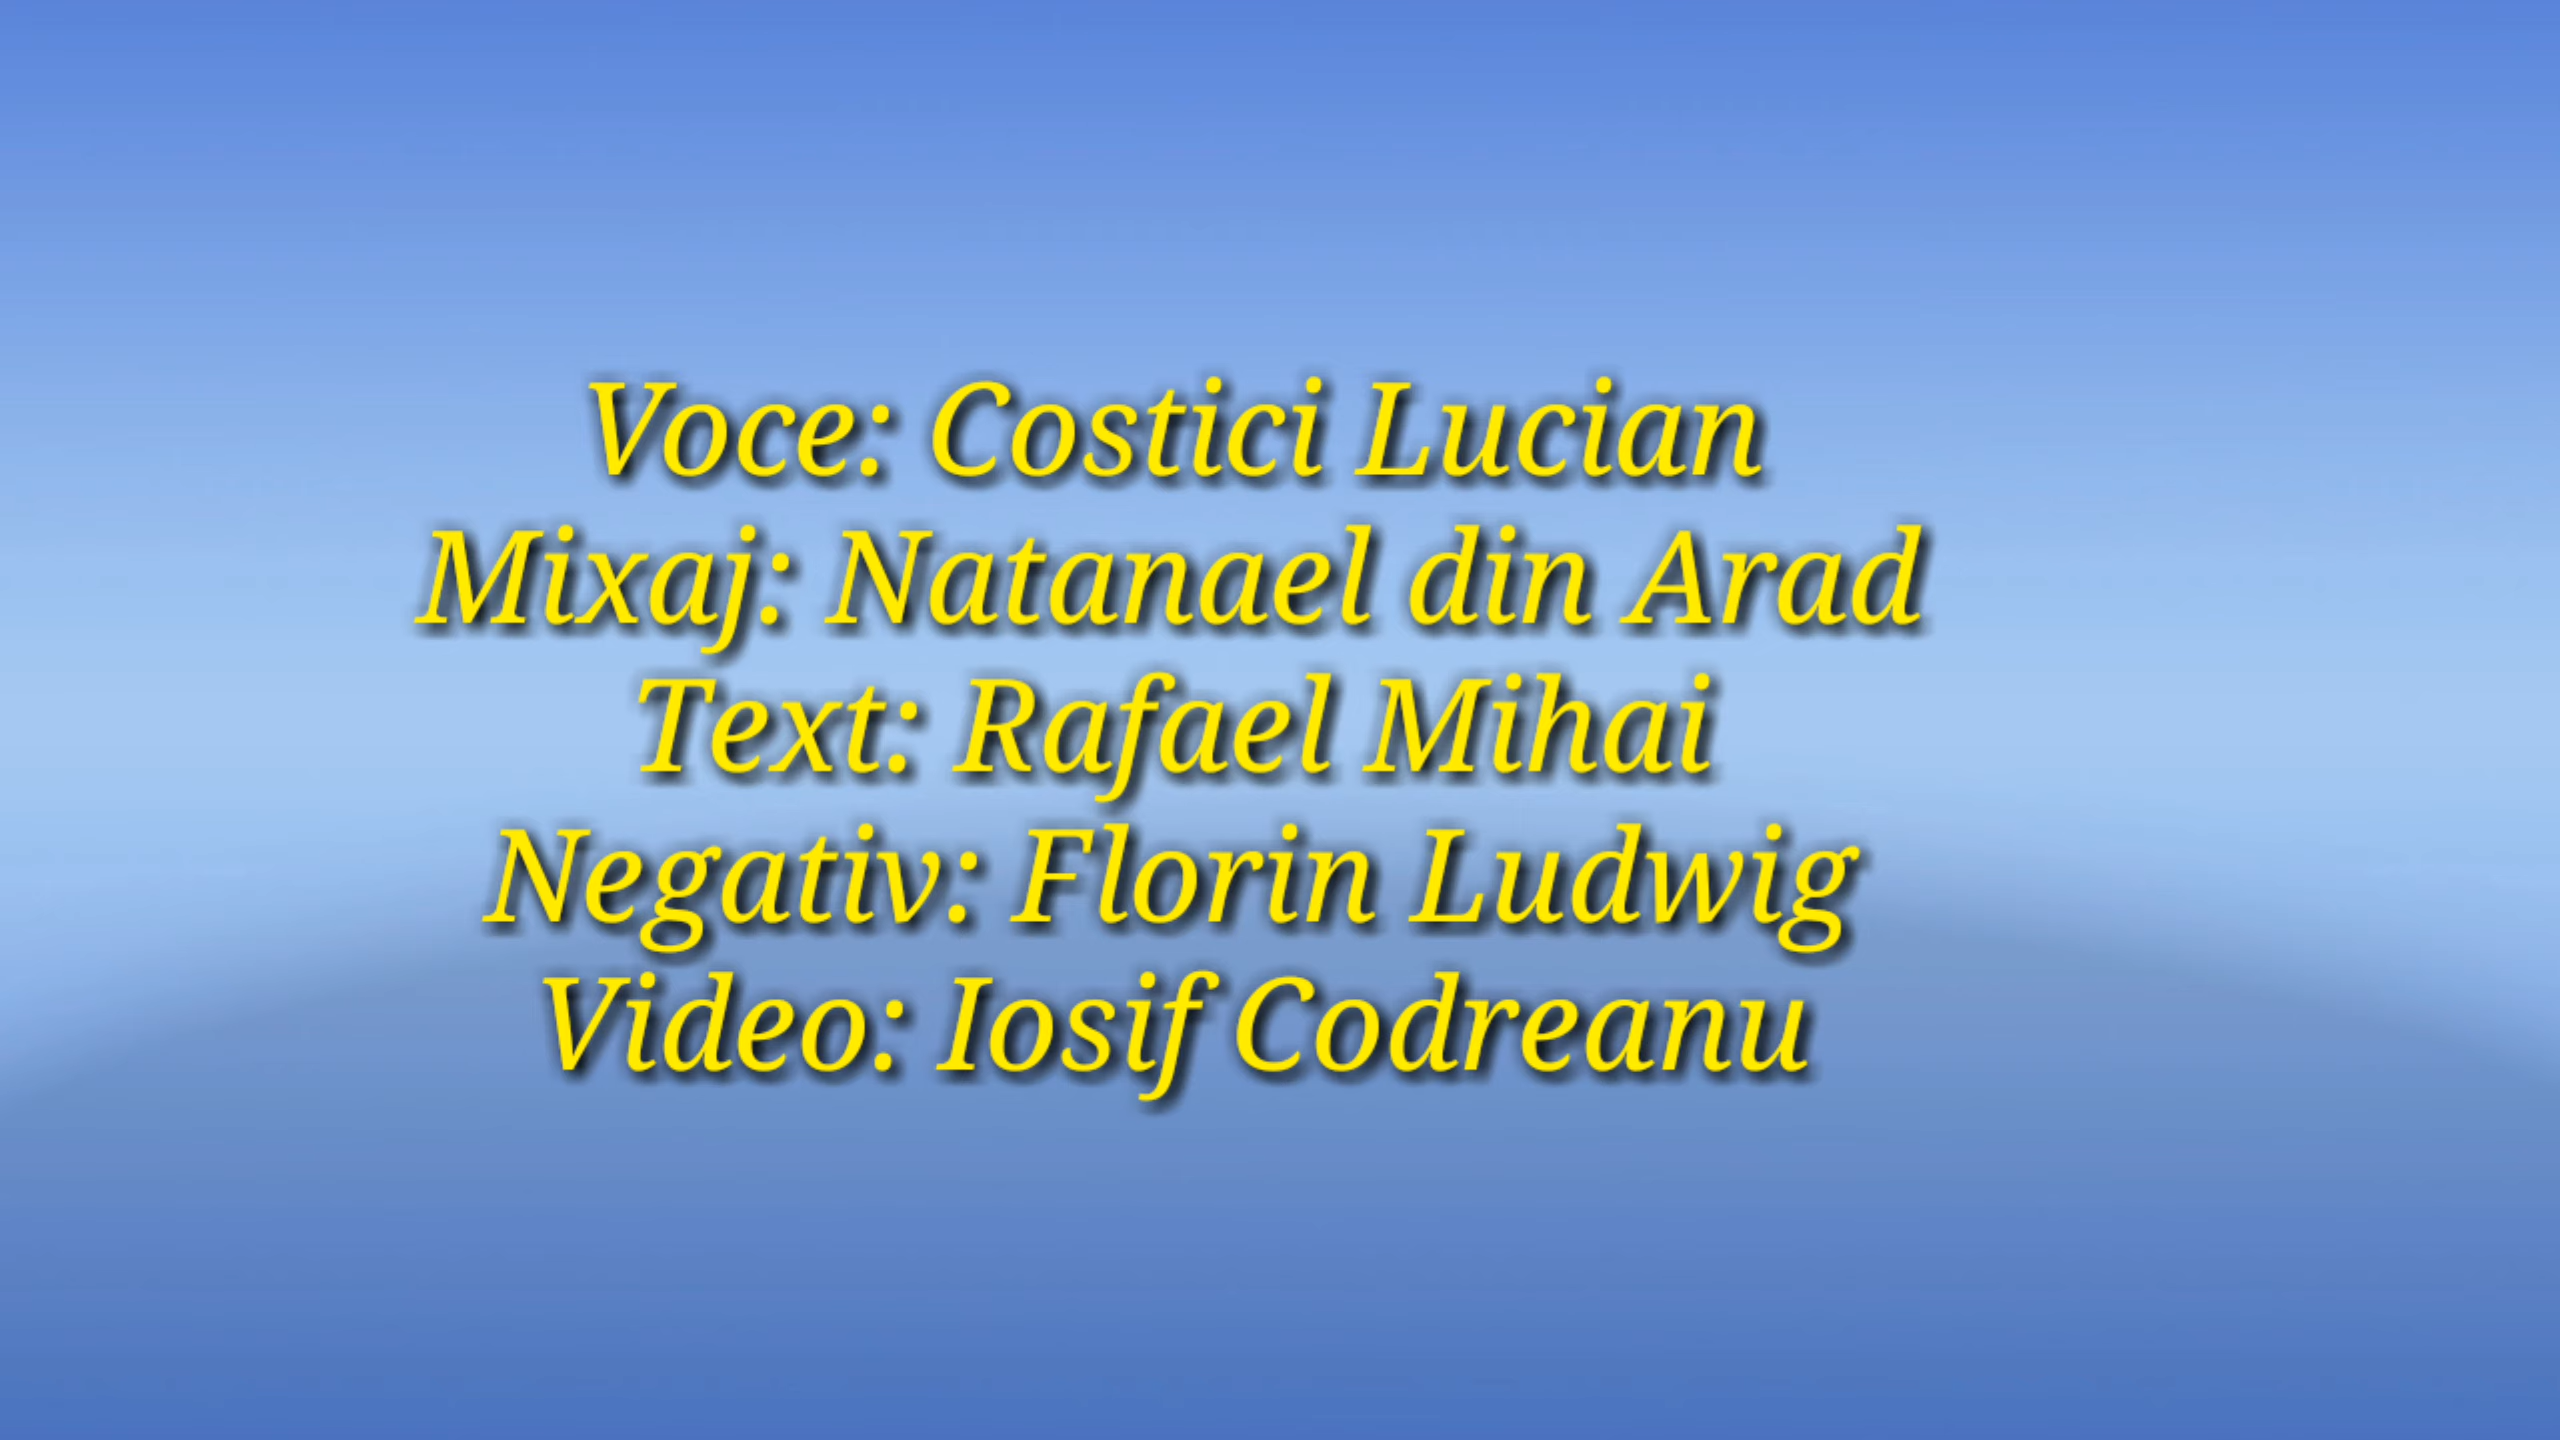 Voce: Costici Lucian
Mixaj: Natanael din Arad
Text: Rafael Mihai
Negativ: Florin Ludwig
Video: Iosif Codreanu